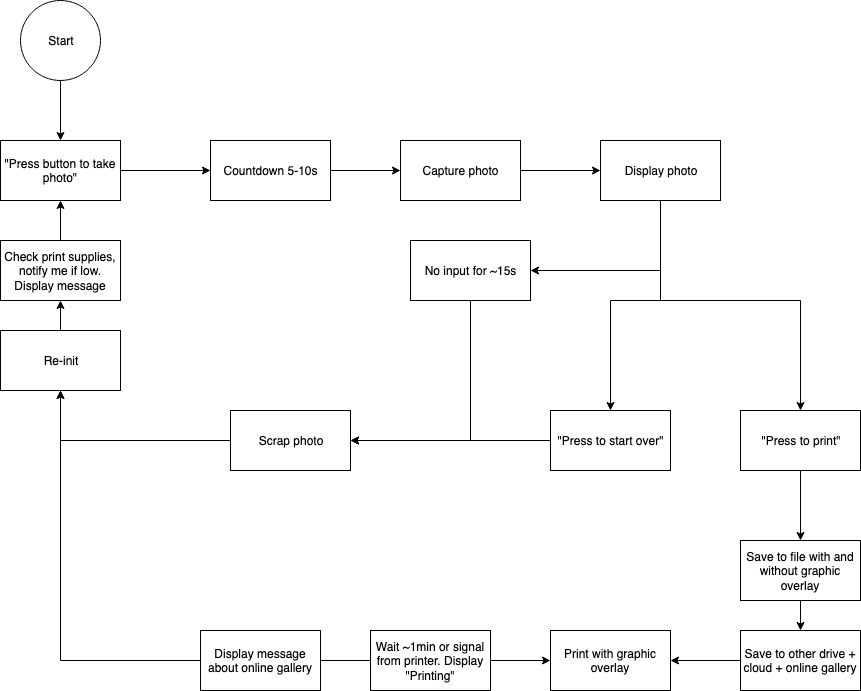 Start
"Press button to take
photo"
Countdown 5-10s
Capture photo
Display photo
Check print supplies,
notify me if low.
Display message
No input for ~15s
Re-init
Scrap photo
"Press to start over"
"Press to print"
Save to file with and
without graphic
overlay
Display message
about online gallery
Wait ~1min or signal
from printer. Display
"Printing"
Print with graphic
overlay
Save to other drive +
cloud + online gallery